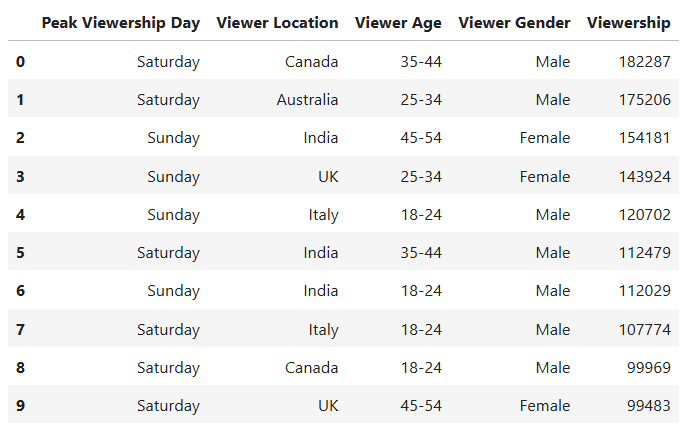 Peak Viewership Day Viewer Location Viewer Age Viewer Gender Viewership
0 Saturday Canada 35-44 Male 182287
1 Saturday Australia 25-34 Male 175206
2 Sunday India 45-54 Female 154181
3 Sunday UK 25-34 Female 143924
4 Sunday Italy 18-24 Male 120702
5 Saturday India 35-44 Male 112479
6 Sunday India 18-24 Male 112029
7 Saturday Italy 18-24 Male 107774
8 Saturday Canada 18-24 Male 99969
9 Saturday UK 45-54 Female 99483